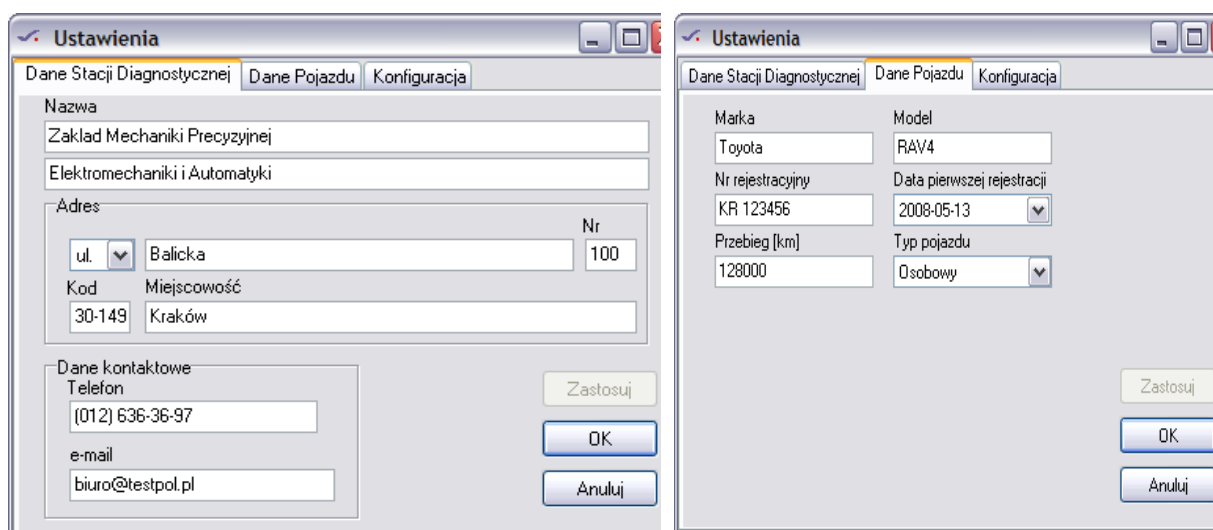 Ustawienia
Dane Stacji Diagnostycznej Dane Pojazdu Konfiguracja
Nazwa
Zaklad Mechaniki Precyzyjnej
Elektromechaniki i Automatyki
Adres
Nr
ul. Balicka 100
Kod Miejscowość
30-149 Kraków
Dane kontaktowe
Telefon
(012) 636-36-97
e-mail
biuro@testpol.pl
Zastosuj
OK
Anuluj
Ustawienia
Dane Stacji Diagnostycznej Dane Pojazdu Konfiguracja
Marka Model
Toyota RAV4
Nr rejestracyjny Data pierwszej rejestracji
KR 123456 2008-05-13
Przebieg [km] Typ pojazdu
128000 Osobowy
Zastosuj
OK
Anuluj